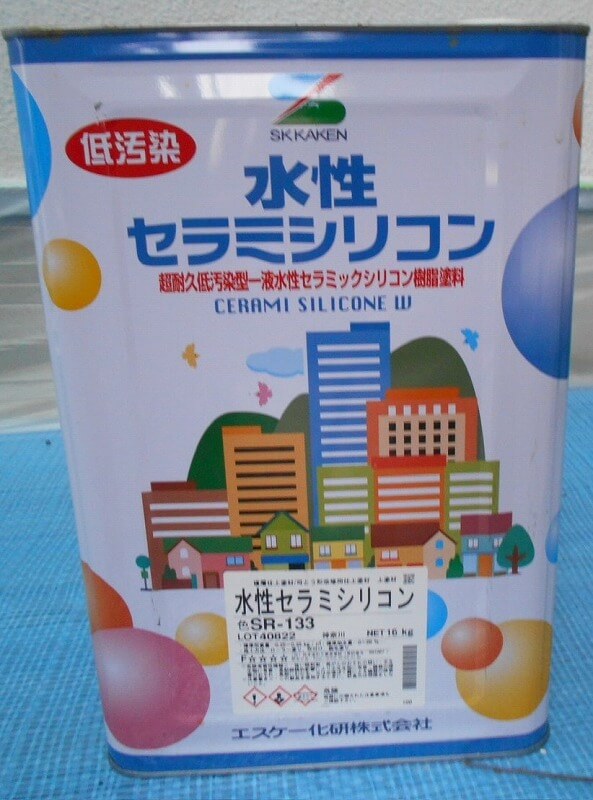 SK KAKEN
低汚染
水性
セラミシリコン
超耐久低汚染型一液水性セラミックシリコン樹脂塗料
CERAMI SILICONE W
水性セラミシリコン
色SR-133
LOT40822 神奈川 NET16kg
F☆☆☆☆
エスケー化研株式会社